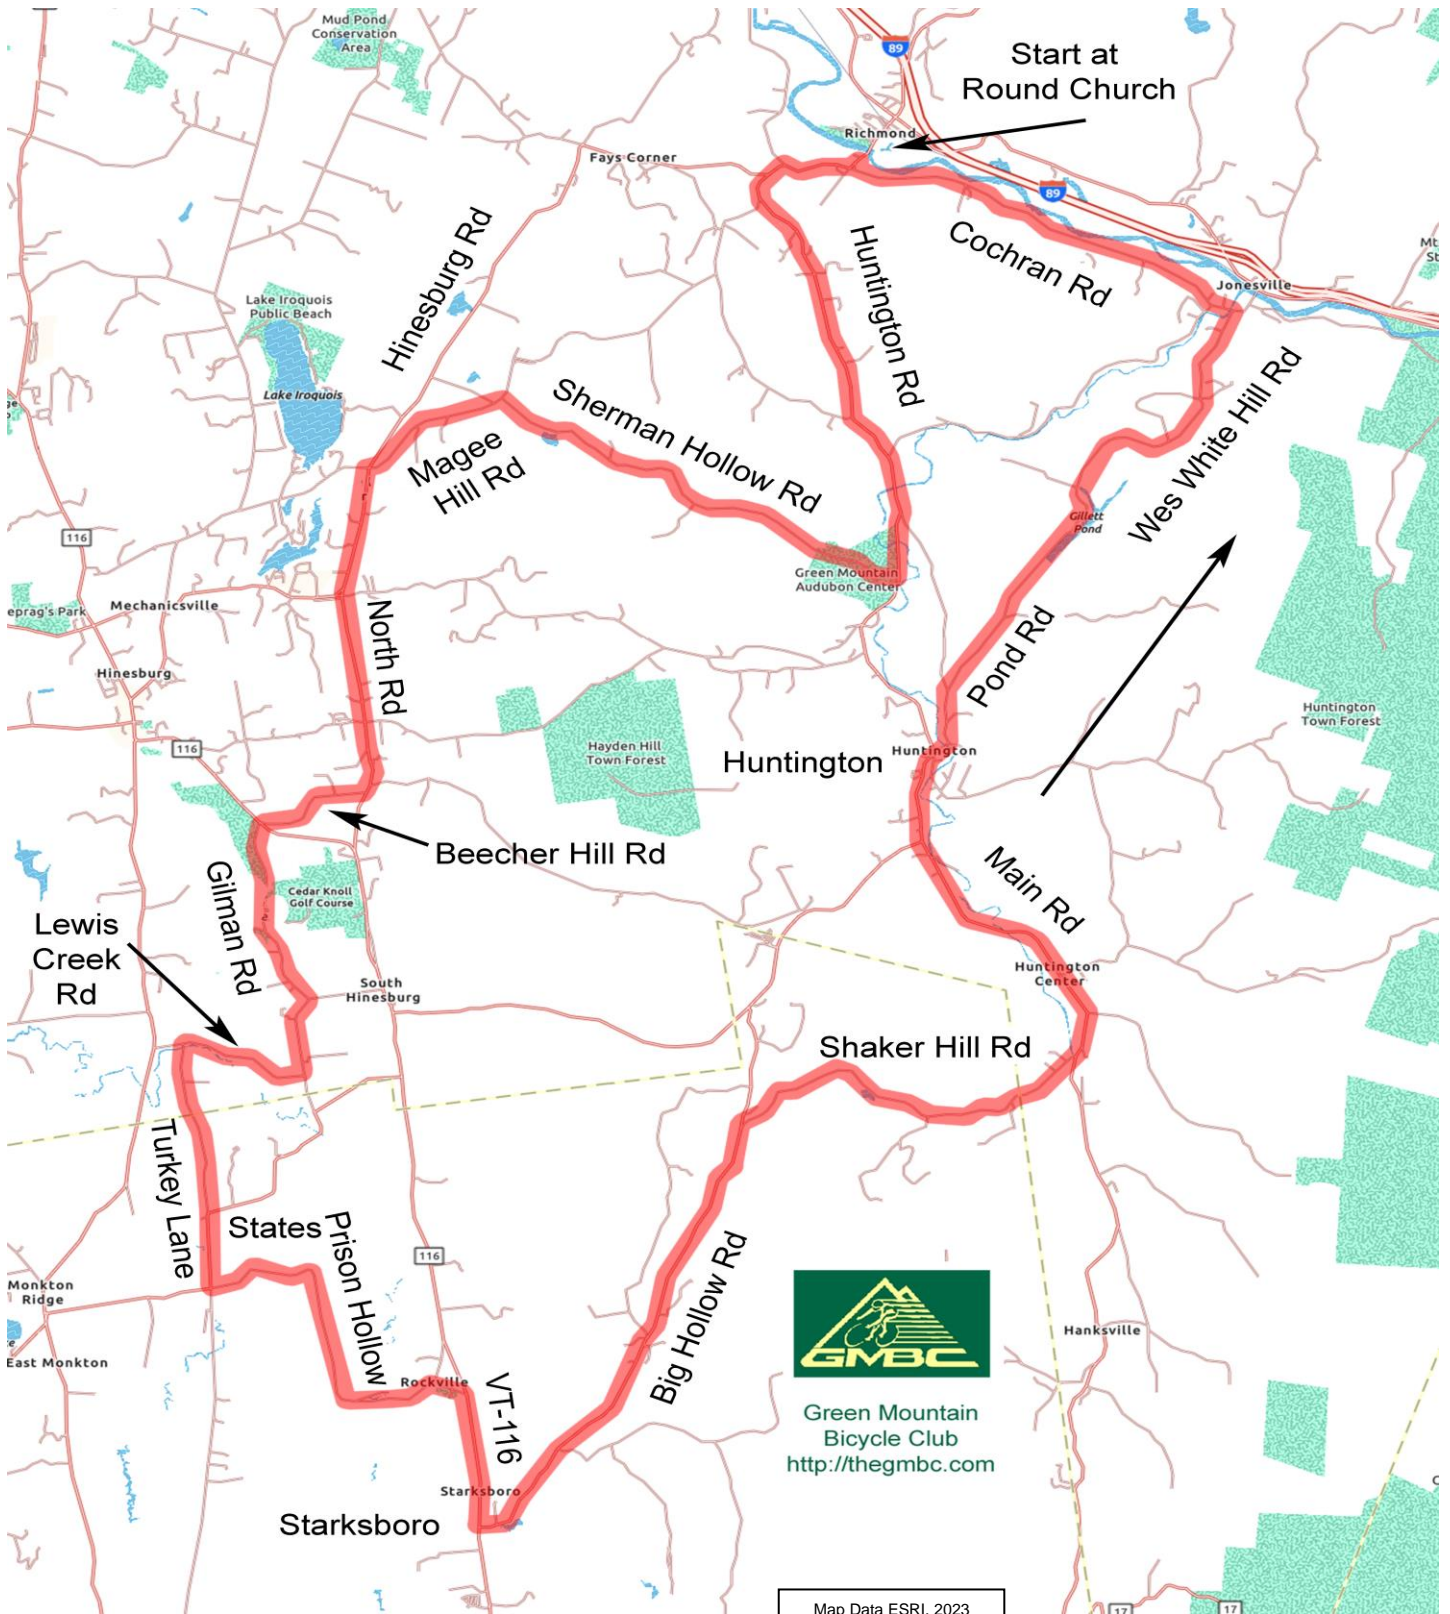 Mud Pond
Conservation
Area
89
Start at
Round Church
Richmond
Fays Corner
89
Hinesburg Rd
Huntington Rd
Cochran Rd
Jonesville
Lake Iroquois
Public Beach
Lake Iroquois
Sherman Hollow Rd
Magee
Hill Rd
Wes White Hill Rd
Gillett
Pond
116
Green Mountain
Audubon Center
eprag's Park
Mechanicsville
North Rd
Pond Rd
Hinesburg
116
Hayden Hill
Town Forest
Huntington
Huntington
Huntington
Town Forest
Beecher Hill Rd
Main Rd
Gilman Rd
Cedar Knoll
Golf Course
Lewis
Creek
Rd
South
Hinesburg
Huntington
Center
Shaker Hill Rd
Turkey Lane
States
Prison Hollow
116
Big Hollow Rd
Monkton
Ridge
East Monkton
Rockville
VT-116
Hanksville
GMBC
Green Mountain
Bicycle Club
http://thegmbc.com
Starksboro
Starksboro
Map Data ESRI, 2023
17
17